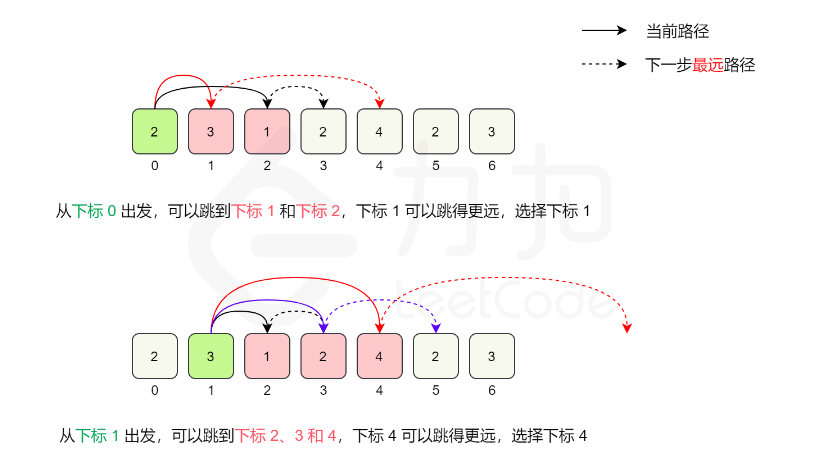 当前路径
下一步最远路径
2 3 1 2 4 2 3
0 1 2 3 4 5 6
从下标 0 出发，可以跳到下标 1 和下标 2，下标 1 可以跳得更远，选择下标 1
力扣
LeetCode
2 3 1 2 4 2 3
0 1 2 3 4 5 6
从下标 1 出发，可以跳到下标 2、3 和 4，下标 4 可以跳得更远，选择下标 4